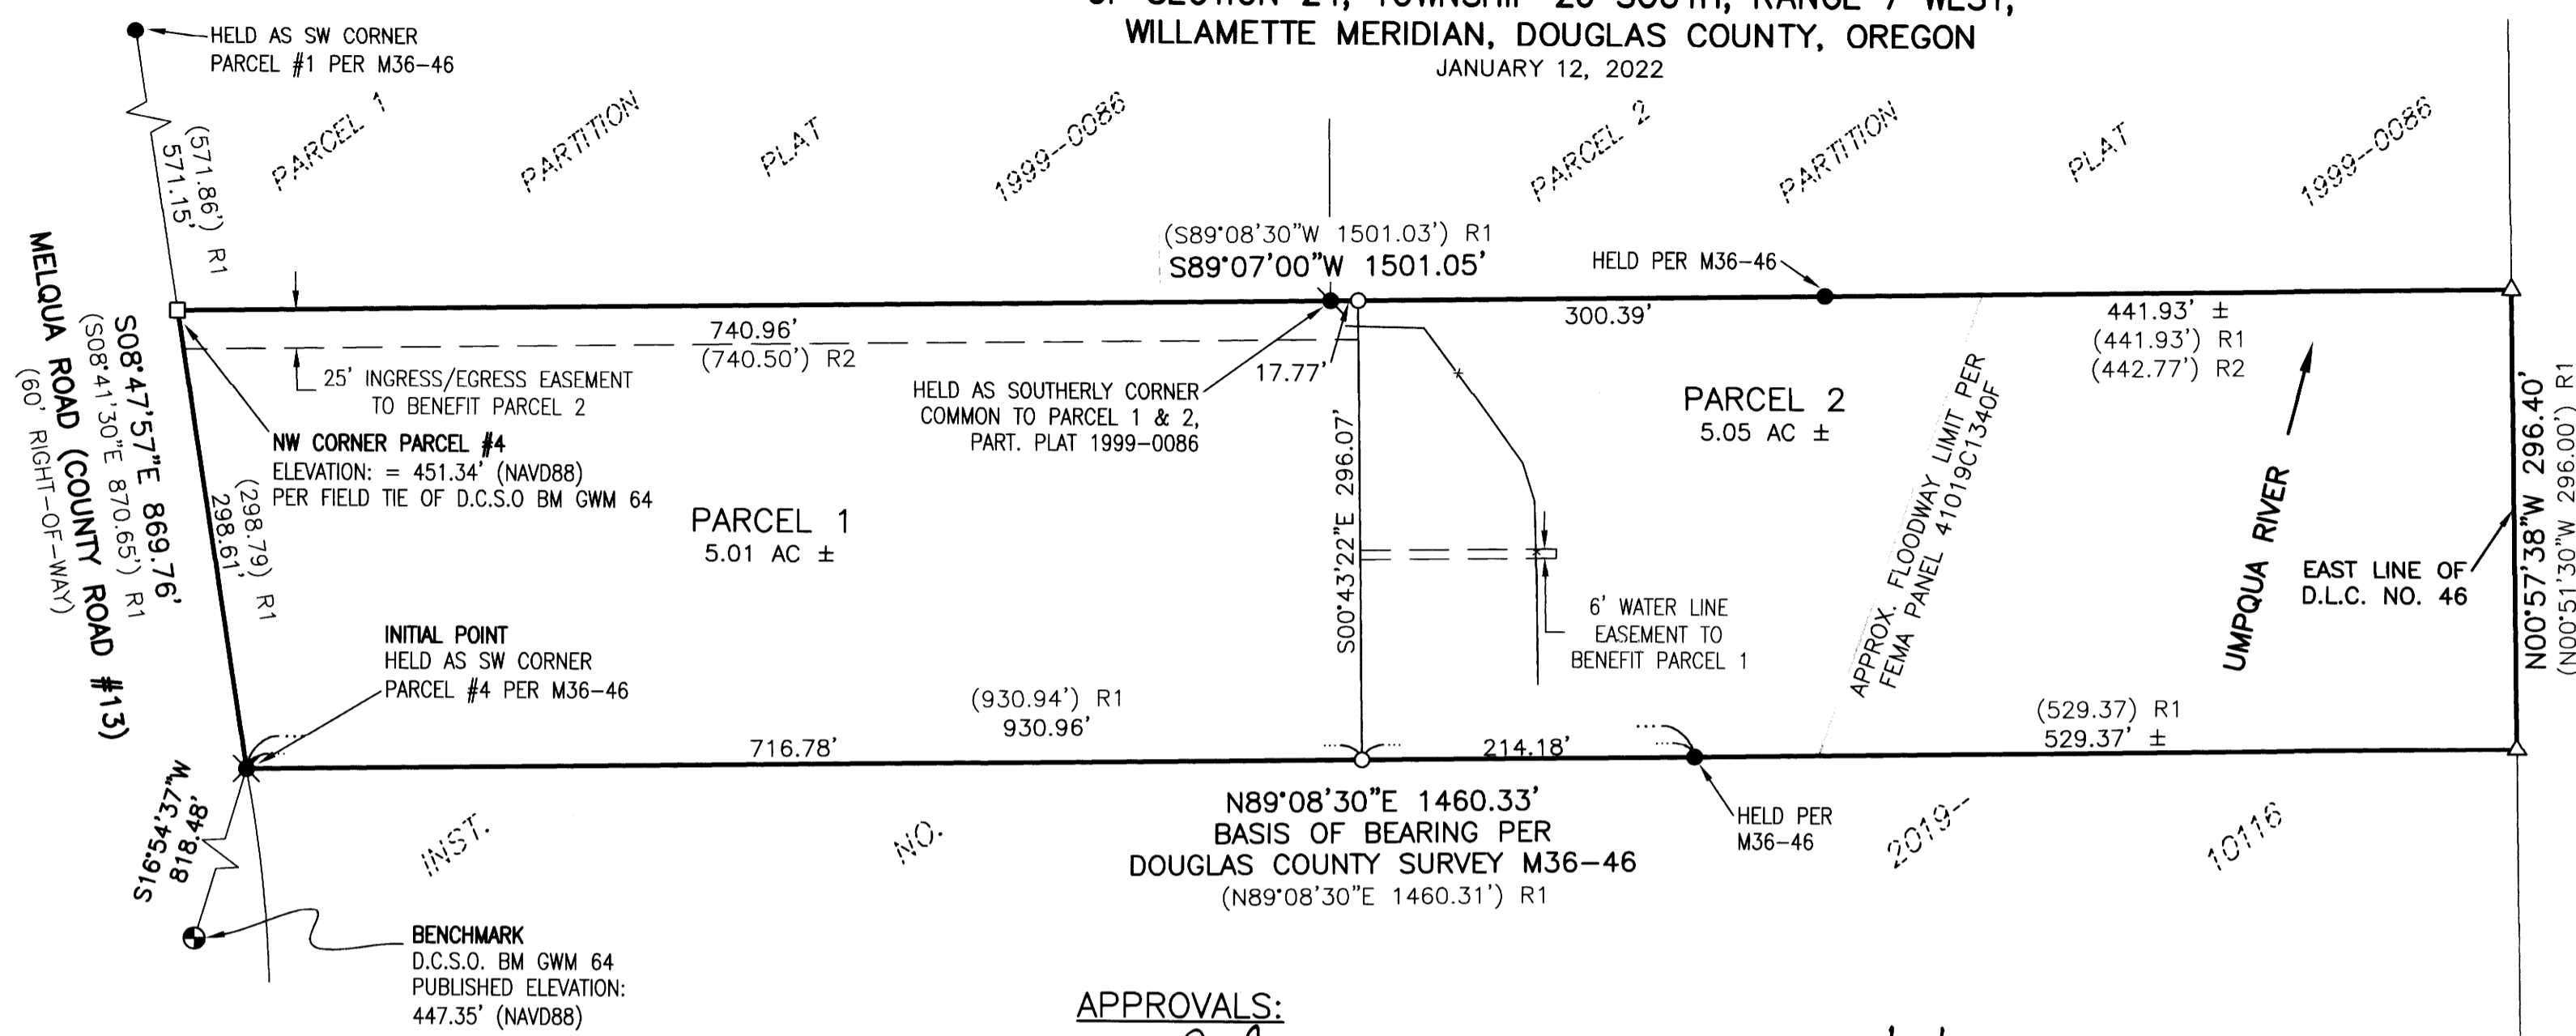 OF SECTION 21, TOWNSHIP 26 SOUTH, RANGE 7 WEST,
WILLAMETTE MERIDIAN, DOUGLAS COUNTY, OREGON
JANUARY 12, 2022
HELD AS SW CORNER
PARCEL #1 PER M36-46
PARCEL 1
PARTITION
PLAT
1999-0086
PARCEL 2
PARTITION
PLAT
1999-0086
(571.86') R1
571.15'
(S89°08'30"W 1501.03') R1
S89°07'00"W 1501.05'
HELD PER M36-46
740.96'
(740.50') R2
17.77'
300.39'
441.93' ±
(441.93') R1
(442.77') R2
25' INGRESS/EGRESS EASEMENT
TO BENEFIT PARCEL 2
HELD AS SOUTHERLY CORNER
COMMON TO PARCEL 1 & 2,
PART. PLAT 1999-0086
NW CORNER PARCEL #4
ELEVATION: = 451.34' (NAVD88)
PER FIELD TIE OF D.C.S.O BM GWM 64
MELQUA ROAD (COUNTY ROAD #13)
(60' RIGHT-OF-WAY)
S08°47'57"E 869.76'
(S08°41'30"E 870.65') R1
(298.79) R1
298.61'
PARCEL 1
5.01 AC ±
S00°43'22"E 296.07'
PARCEL 2
5.05 AC ±
APPROX. FLOODWAY LIMIT PER
FEMA PANEL 41019C1340F
UMPQUA RIVER
EAST LINE OF
D.L.C. NO. 46
N00°57'38"W 296.40'
(N00°51'30"W 296.00') R1
6' WATER LINE
EASEMENT TO
BENEFIT PARCEL 1
INITIAL POINT
HELD AS SW CORNER
PARCEL #4 PER M36-46
(930.94') R1
930.96'
716.78'
214.18'
(529.37) R1
529.37' ±
S16°54'37"W
818.48'
N89°08'30"E 1460.33'
BASIS OF BEARING PER
DOUGLAS COUNTY SURVEY M36-46
(N89°08'30"E 1460.31') R1
HELD PER
M36-46
INST.
NO.
2019-
10116
BENCHMARK
D.C.S.O. BM GWM 64
PUBLISHED ELEVATION:
447.35' (NAVD88)
APPROVALS: